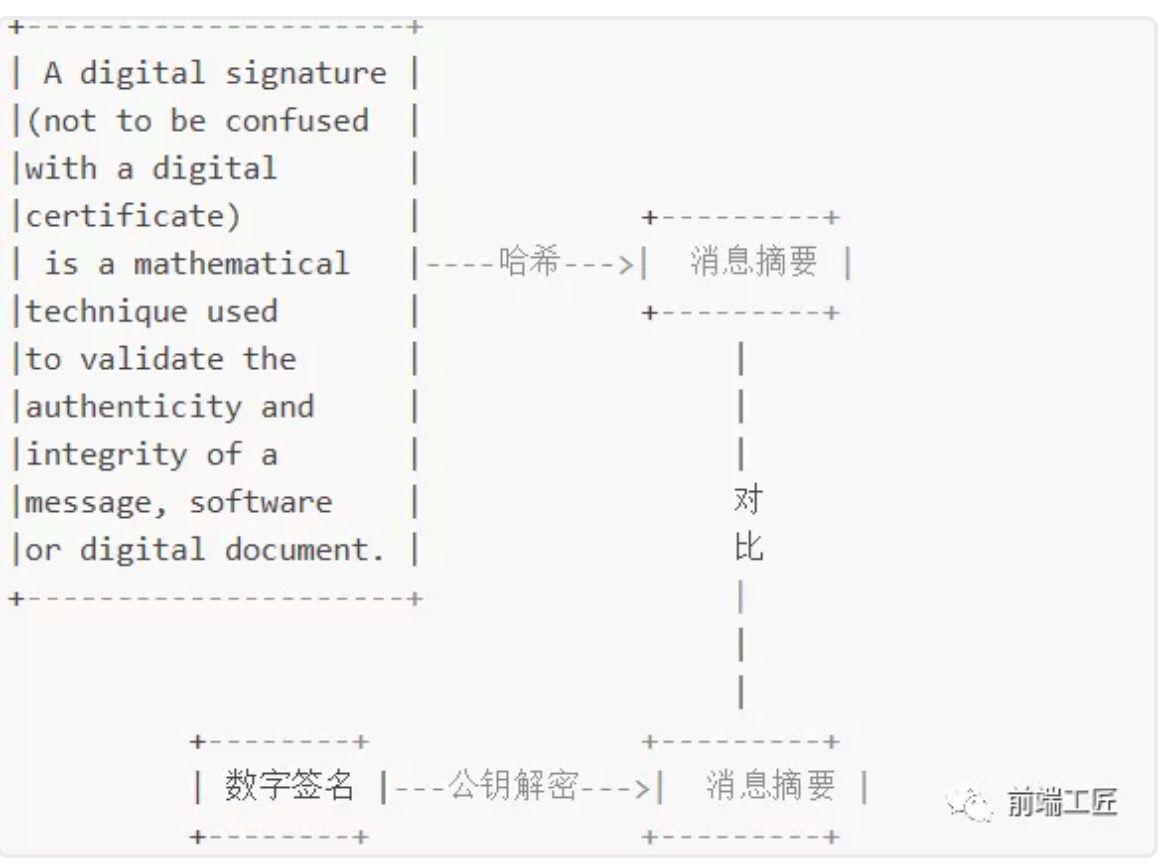 +---------------------+
| A digital signature |
|(not to be confused  |
|with a digital       |
|certificate)         |            +---------+
| is a mathematical   |----哈希--->|  消息摘要 |
|technique used       |            +---------+
|to validate the      |                 |
|authenticity and     |                 |
|integrity of a       |                 |
|message, software    |                 对
|or digital document. |                 比
+---------------------+                 |
                                        |
                                        |
          +--------+               +---------+
          | 数字签名 |---公钥解密--->|  消息摘要 |
          +--------+               +---------+
前端工匠